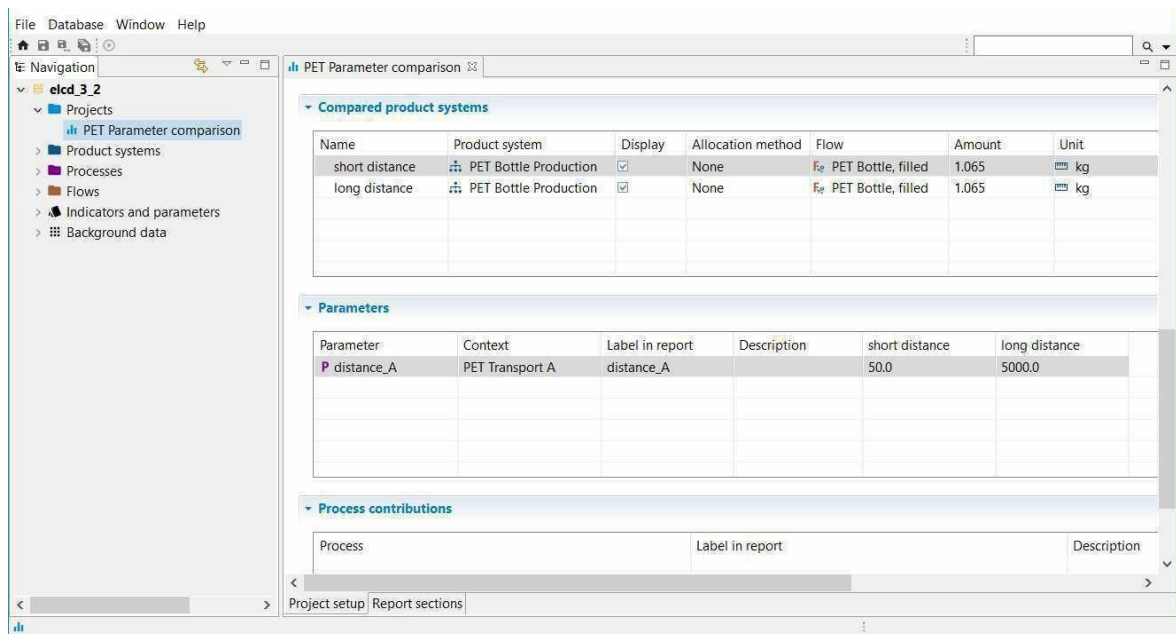 File Database Window Help
Navigation
PET Parameter comparison
elcd_3_2
Projects
PET Parameter comparison
Product systems
Processes
Flows
Indicators and parameters
Background data
Compared product systems
Name Product system Display Allocation method Flow Amount Unit
short distance PET Bottle Production None PET Bottle, filled 1.065 kg
long distance PET Bottle Production None PET Bottle, filled 1.065 kg
Parameters
Parameter Context Label in report Description short distance long distance
P distance_A PET Transport A distance_A 50.0 5000.0
Process contributions
Process Label in report Description
Project setup Report sections